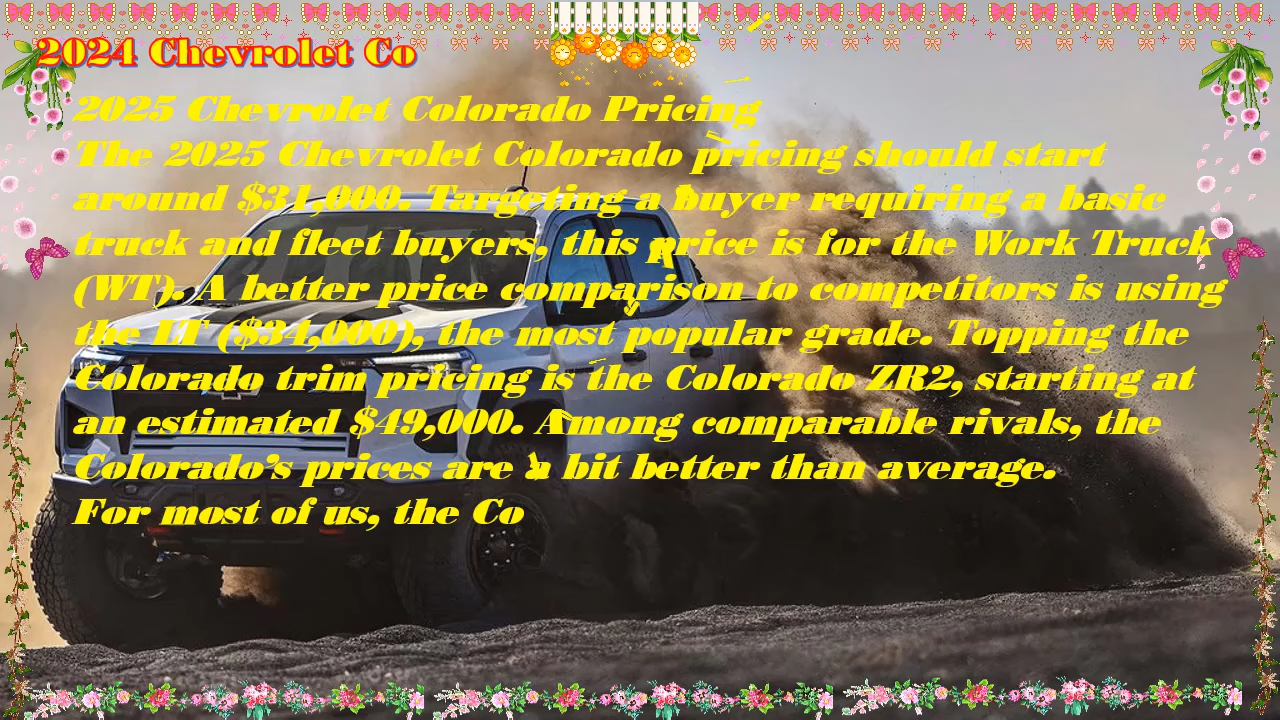 2024 Chevrolet Co
2025 Chevrolet Colorado Pricing
The 2025 Chevrolet Colorado pricing should start
around $31,000. Targeting a buyer requiring a basic
truck and fleet buyers, this price is for the Work Truck
(WT). A better price comparison to competitors is using
the LT ($34,000), the most popular grade. Topping the
Colorado trim pricing is the Colorado ZR2, starting at
an estimated $49,000. Among comparable rivals, the
Colorado’s prices are a bit better than average.
For most of us, the Co